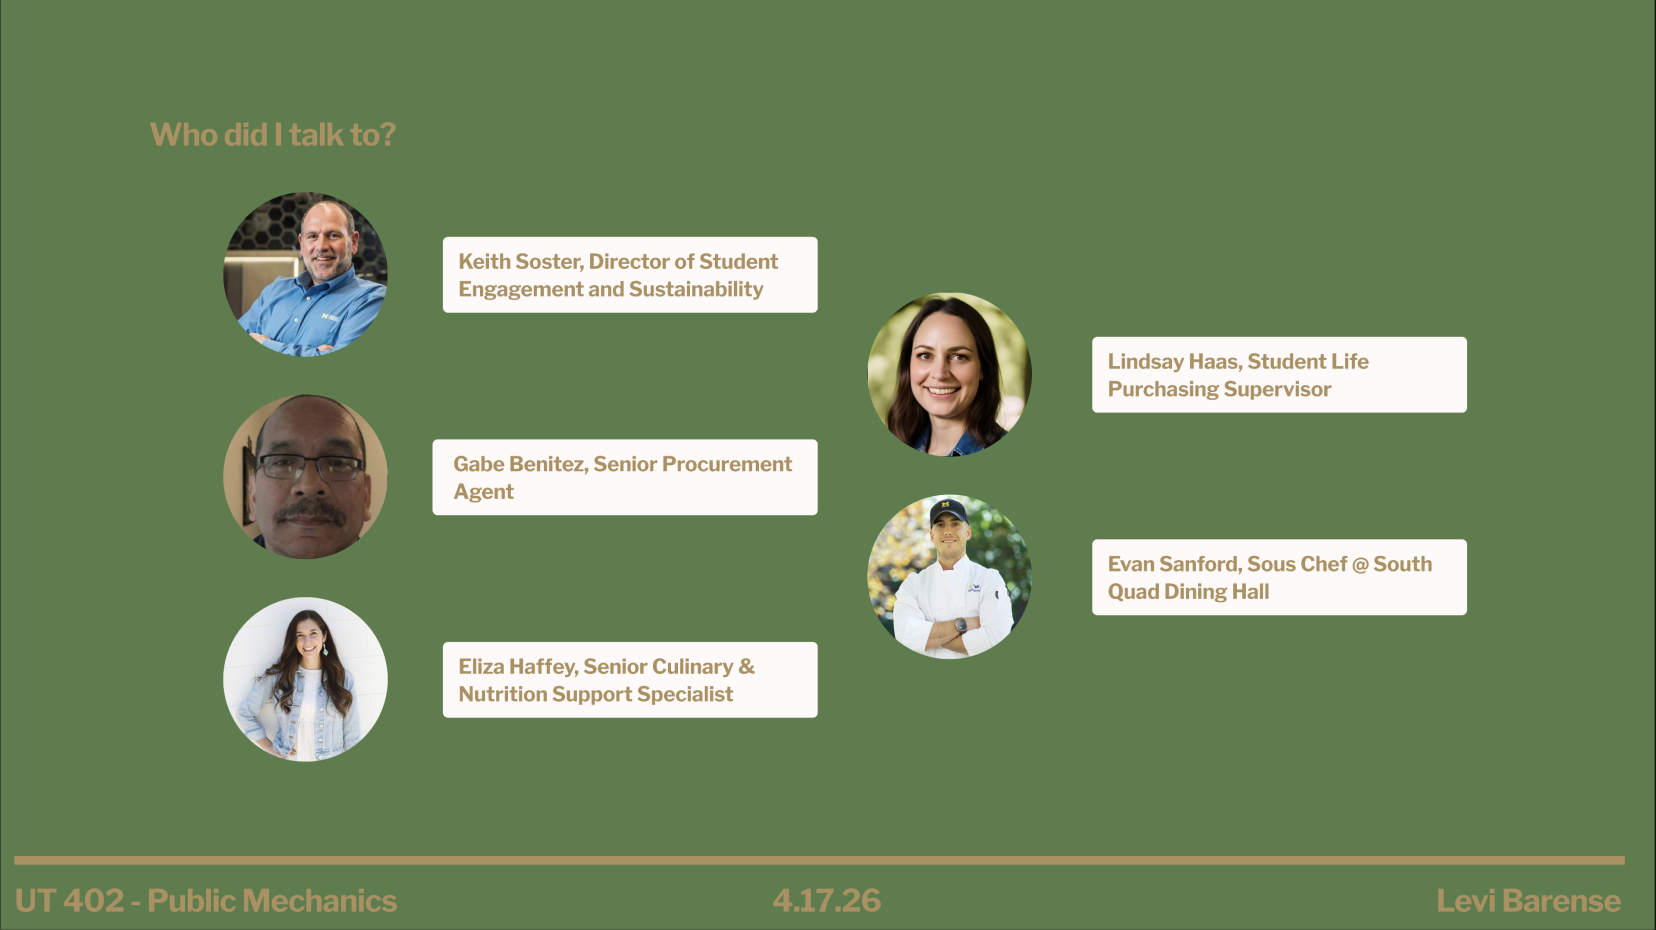 Who did I talk to?
Keith Soster, Director of Student
Engagement and Sustainability
Gabe Benitez, Senior Procurement
Agent
Eliza Haffey, Senior Culinary &
Nutrition Support Specialist
Lindsay Haas, Student Life
Purchasing Supervisor
Evan Sanford, Sous Chef @ South
Quad Dining Hall
UT 402 - Public Mechanics
4.17.26
Levi Barense